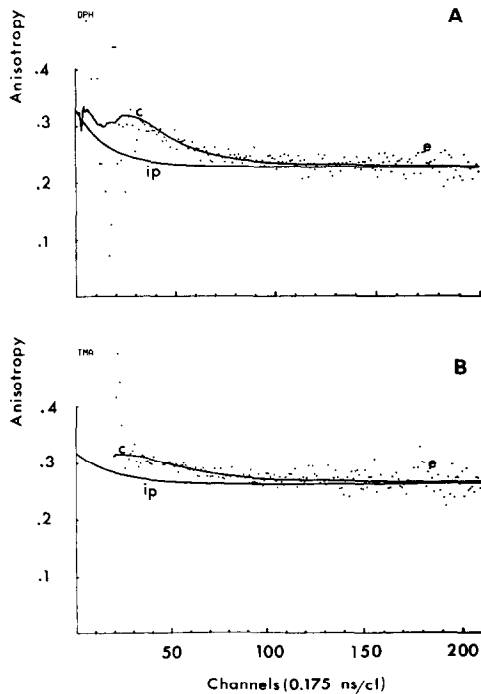 DPH
A
Anisotropy
.4
.3
.2
.1
c
ip
e
TMA
B
Anisotropy
.4
.3
.2
.1
c
ip
e
50
100
150
200
Channels (0.175 ns/cl)